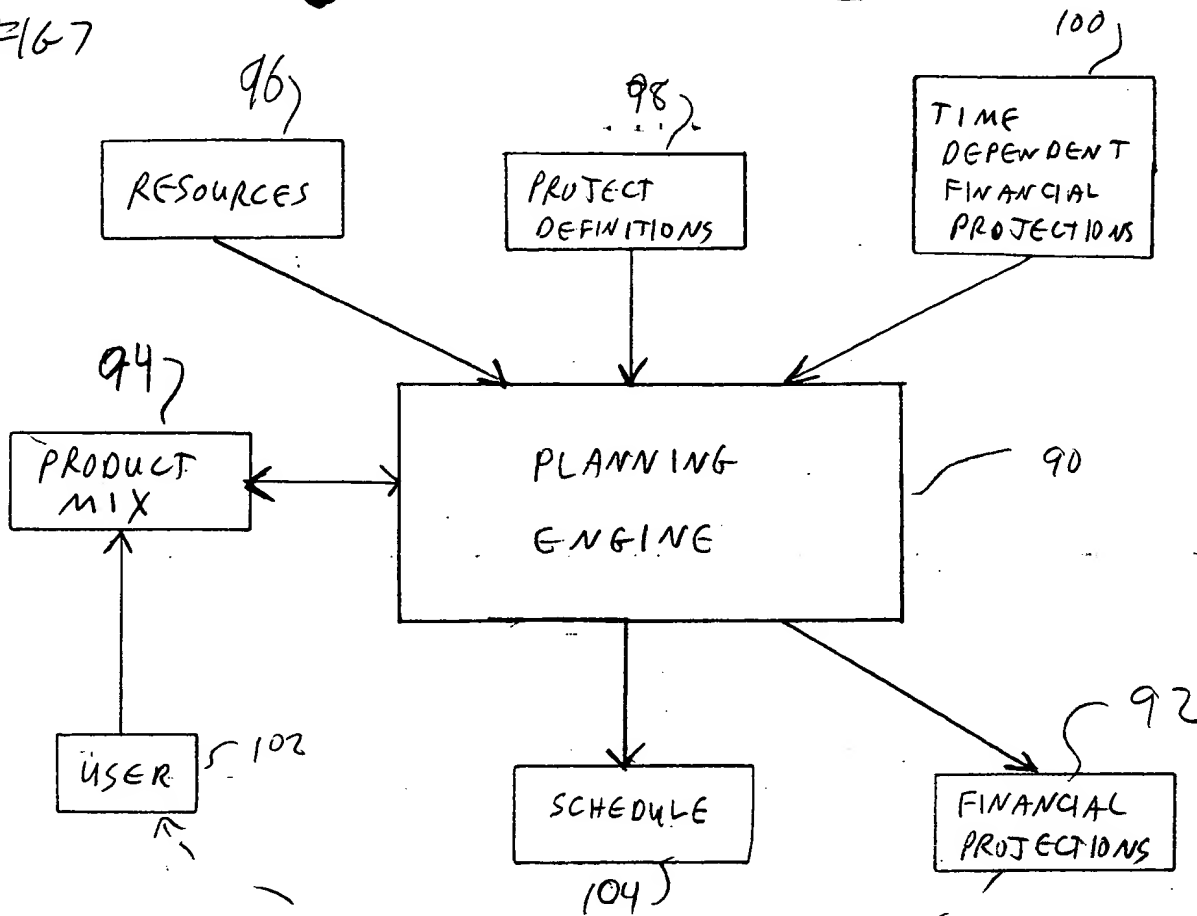 FIG 7
96
98
100
RESOURCES
PROJECT
DEFINITIONS
TIME
DEPENDENT
FINANCIAL
PROJECTIONS
94
PRODUCT
MIX
PLANNING
ENGINE
90
USER
102
SCHEDULE
104
92
FINANCIAL
PROJECTIONS